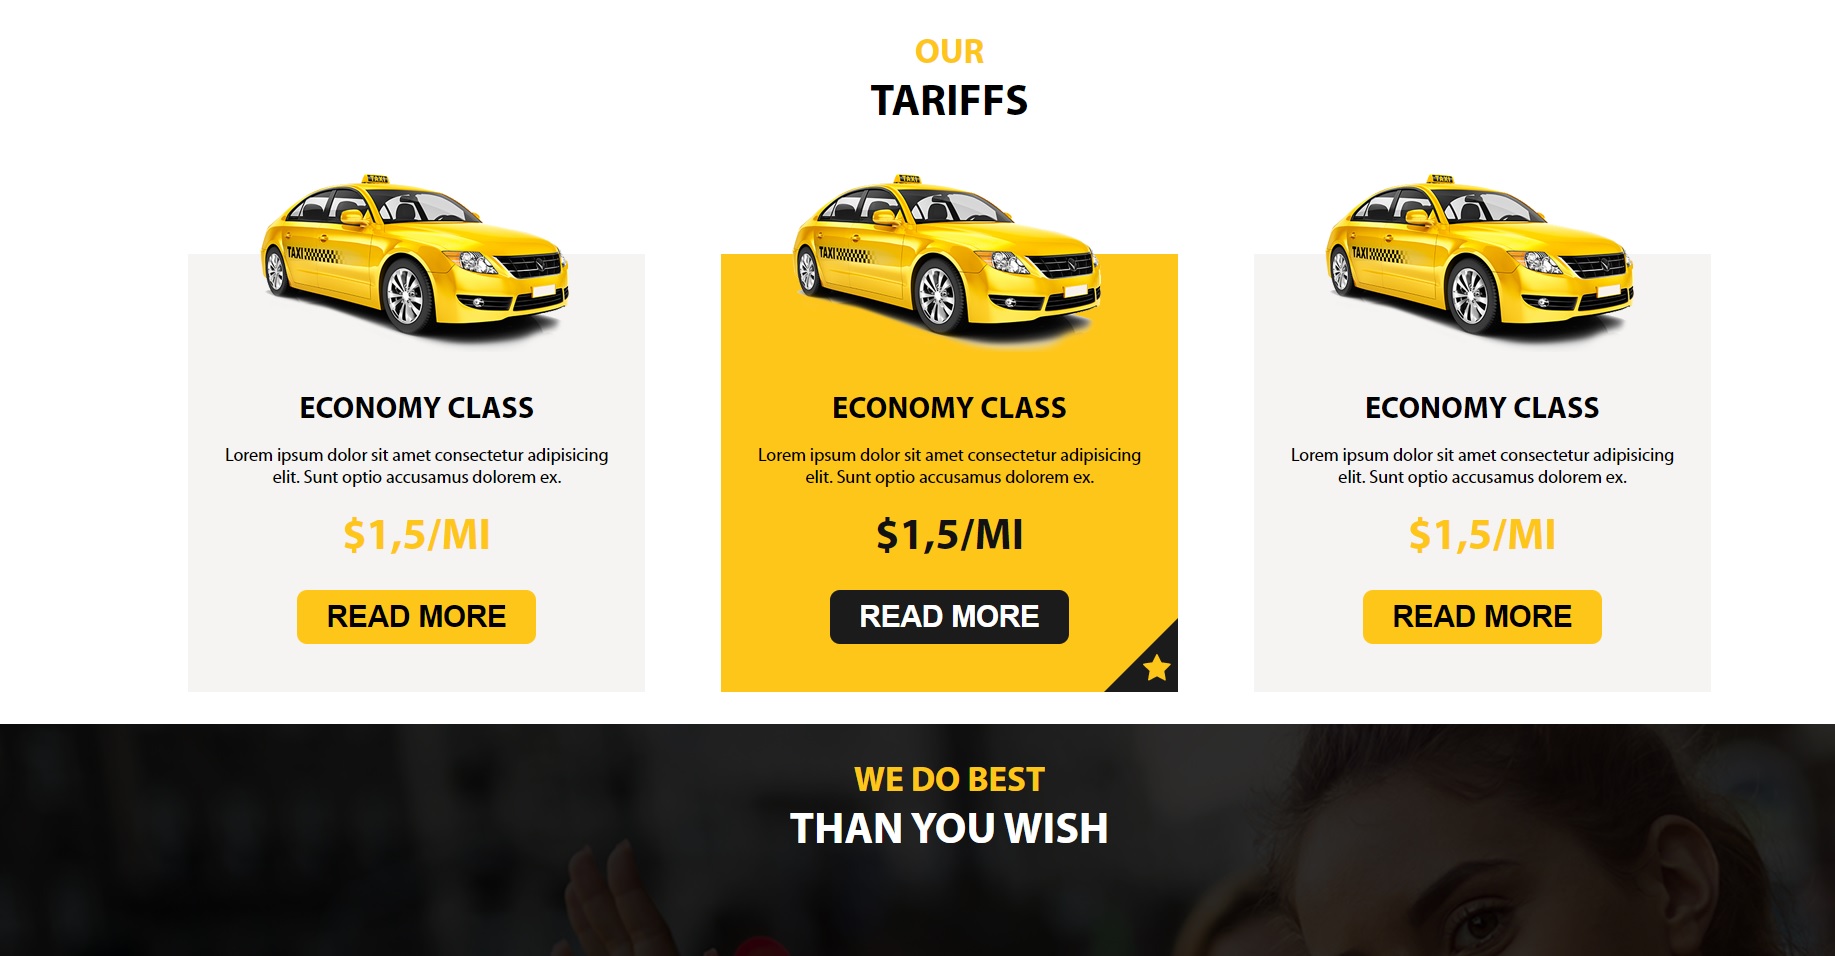 OUR
TARIFFS
TAXI
TAXI
ECONOMY CLASS
Lorem ipsum dolor sit amet consectetur adipisicing
elit. Sunt optio accusamus dolorem ex.
$1,5/MI
READ MORE
TAXI
TAXI
ECONOMY CLASS
Lorem ipsum dolor sit amet consectetur adipisicing
elit. Sunt optio accusamus dolorem ex.
$1,5/MI
READ MORE
TAXI
TAXI
ECONOMY CLASS
Lorem ipsum dolor sit amet consectetur adipisicing
elit. Sunt optio accusamus dolorem ex.
$1,5/MI
READ MORE
WE DO BEST
THAN YOU WISH